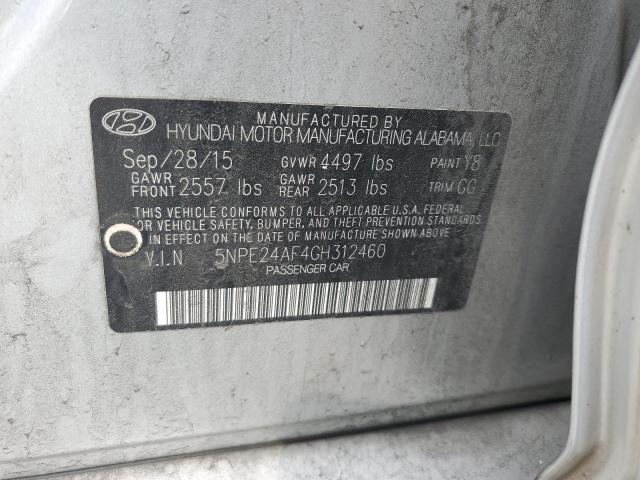 MANUFACTURED BY
HYUNDAI MOTOR MANUFACTURING ALABAMA, LLC
Sep/28/15 GVWR 4497 lbs PAINT Y8
GAWR FRONT 2557 lbs GAWR REAR 2513 lbs TRIM GG
THIS VEHICLE CONFORMS TO ALL APPLICABLE U.S.A. FEDERAL
MOTOR VEHICLE SAFETY, BUMPER, AND THEFT PREVENTION STANDARDS
IN EFFECT ON THE DATE OF MANUFACTURE SHOWN ABOVE.
V.I.N 5NPE24AF4GH312460
PASSENGER CAR